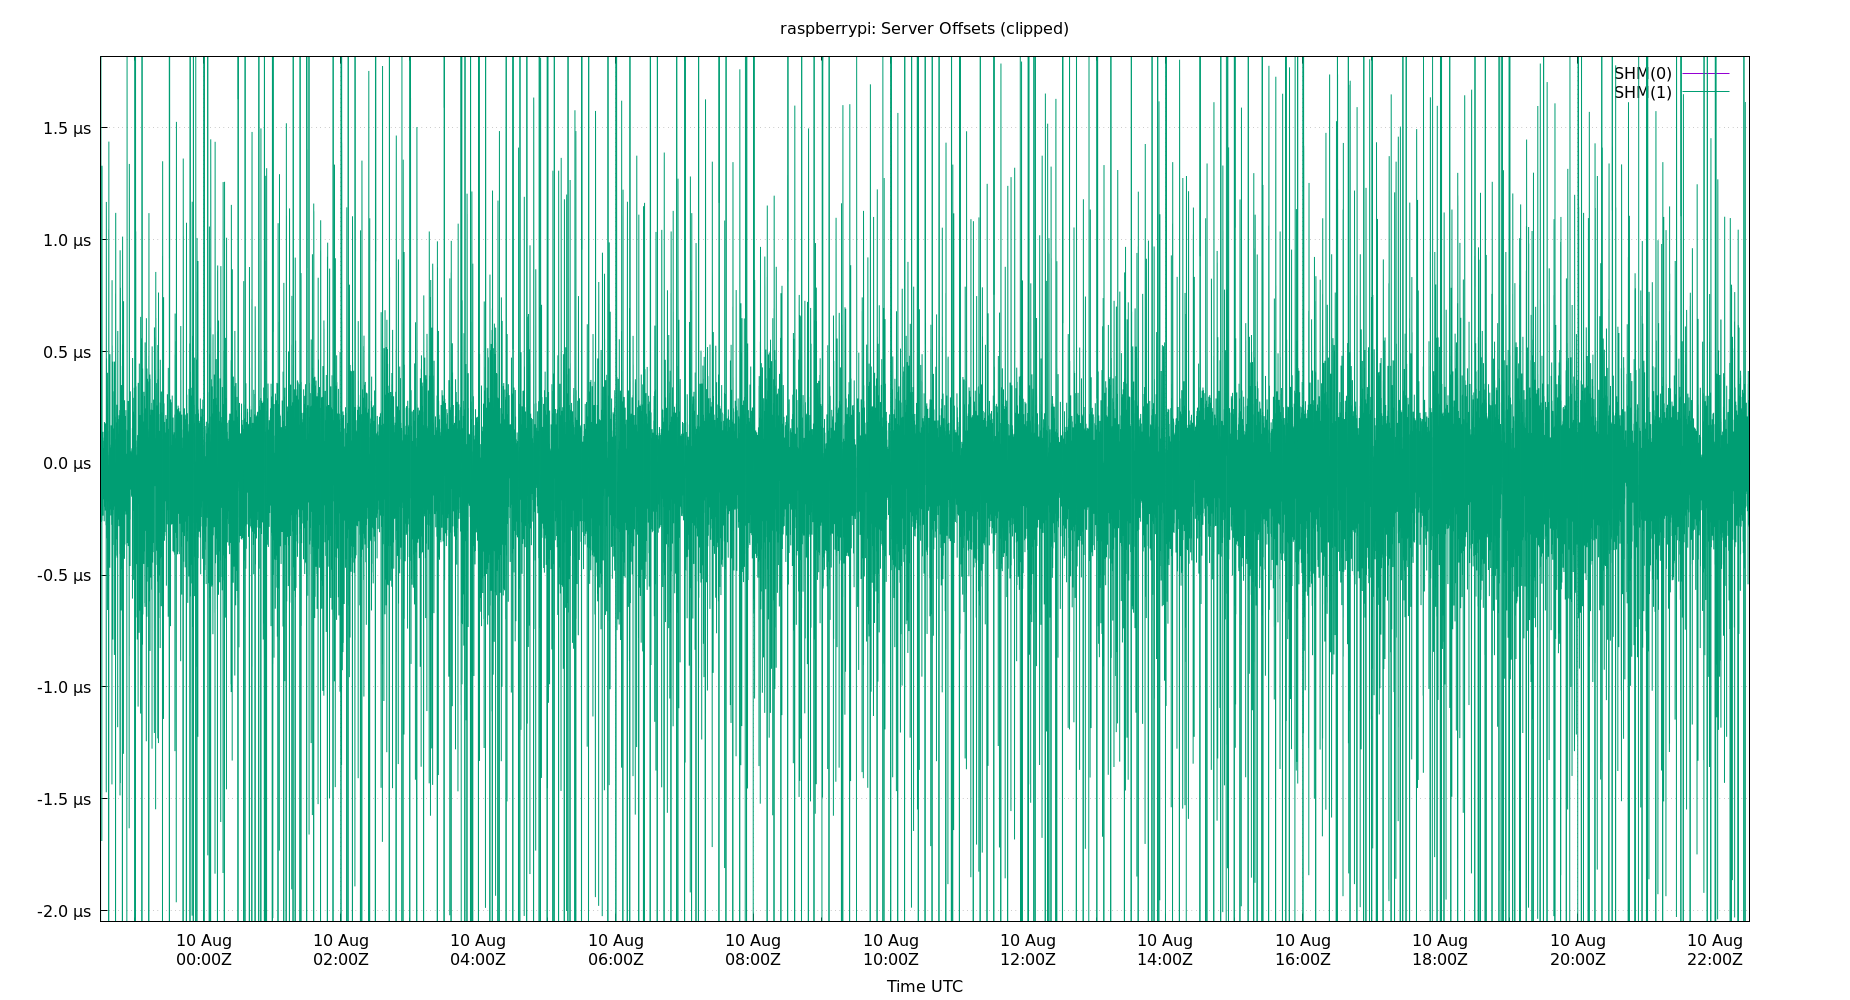 raspberrypi: Server Offsets (clipped)
SHM(0)
SHM(1)
1.5 µs
1.0 µs
0.5 µs
0.0 µs
-0.5 µs
-1.0 µs
-1.5 µs
-2.0 µs
10 Aug 10 Aug 10 Aug 10 Aug 10 Aug 10 Aug 10 Aug 10 Aug 10 Aug 10 Aug 10 Aug 10 Aug
00:00Z 02:00Z 04:00Z 06:00Z 08:00Z 10:00Z 12:00Z 14:00Z 16:00Z 18:00Z 20:00Z 22:00Z
Time UTC